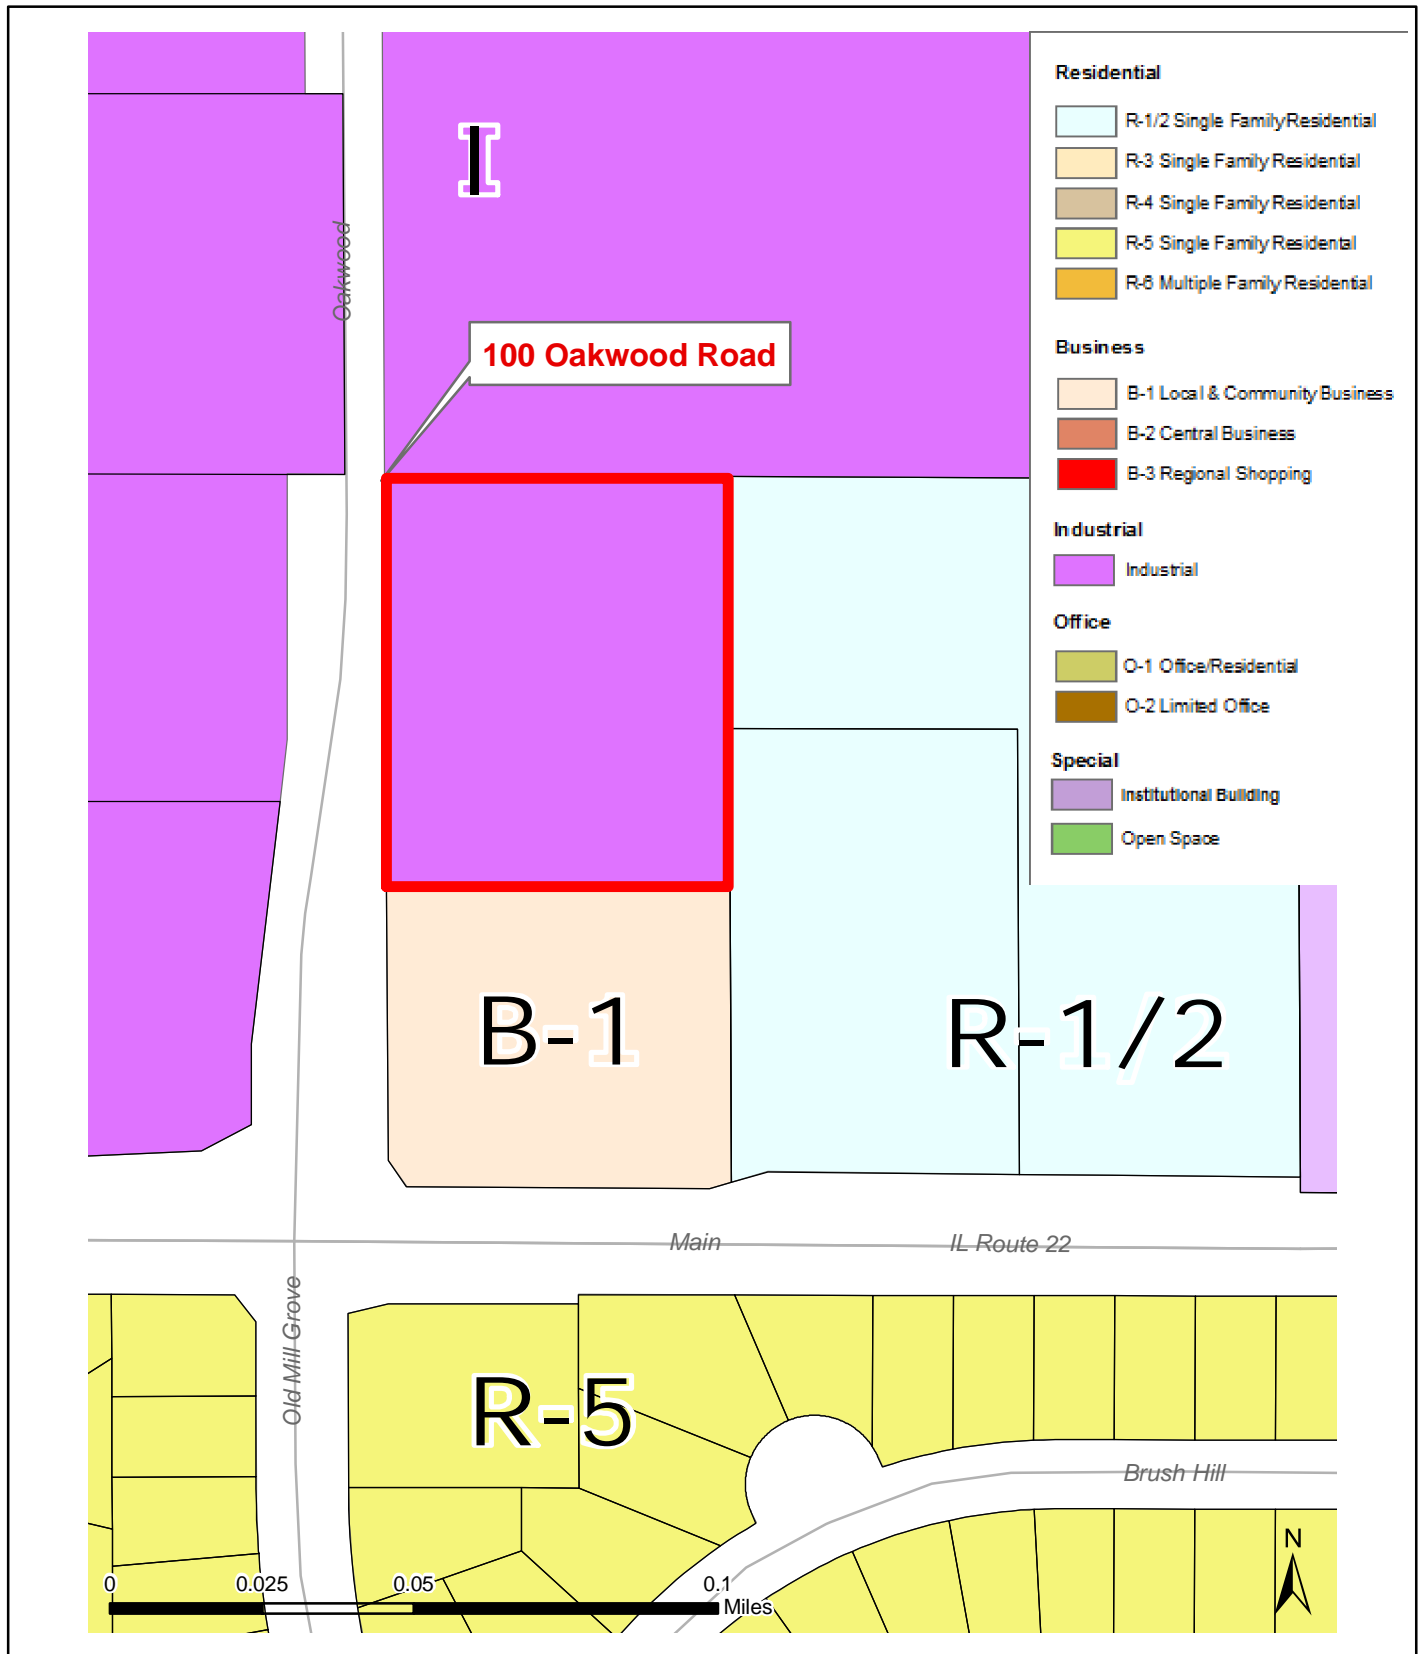 Residential
R-1/2 Single Family Residential
R-3 Single Family Residential
R-4 Single Family Residential
R-5 Single Family Residental
R-6 Multiple Family Residential
Business
B-1 Local & Community Business
B-2 Central Business
B-3 Regional Shopping
Industrial
Industrial
Office
O-1 Office/Residential
O-2 Limited Office
Special
Institutional Building
Open Space
I
Oakwood
100 Oakwood Road
B-1
R-1/2
Main
IL Route 22
Old Mill Grove
R-5
Brush Hill
N
0 0.025 0.05 0.1
Miles